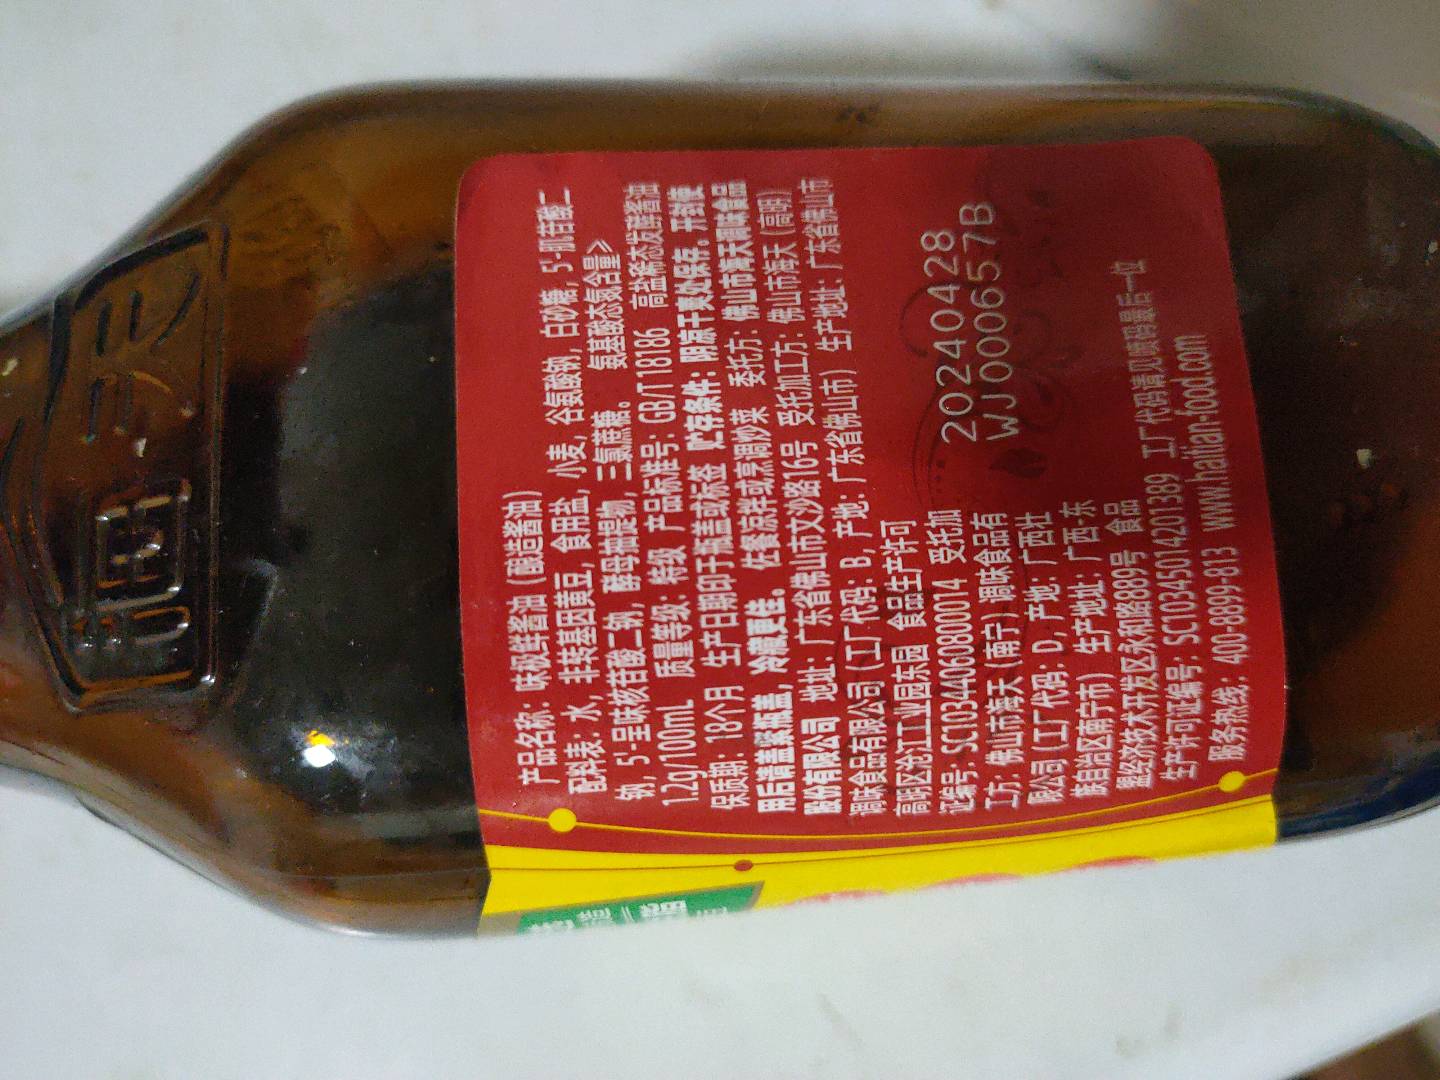 海天
产品名称：味极鲜酱油（酿造酱油）
配料表：水，非转基因黄豆，食用盐，小麦，谷氨酸钠，白砂糖，5'-肌苷酸二
钠，5'-呈味核苷酸二钠，酵母抽提物，三氯蔗糖。 氨基酸态氮含量≥
1.2g/100mL 质量等级：特级 产品标准号：GB/T18186 高盐稀态发酵酱油
保质期：18个月 生产日期印于瓶盖或标签 贮存条件：阴凉干爽处保存。开封使
用后请盖紧瓶盖，冷藏更佳。 佐餐凉拌或烹调炒菜 委托方：佛山市海天调味食品
股份有限公司 地址：广东省佛山市文沙路16号 受托加工方：佛山市海天（高明）
调味食品有限公司（工厂代码：B，产地：广东省佛山市） 生产地址：广东省佛山市
高明区沧江工业园东园 食品生产许可
证编号：SC10344060800014 受托加
工方：佛山市海天（南宁）调味食品有
限公司（工厂代码：D，产地：广西壮
族自治区南宁市） 生产地址：广西-东
盟经济技术开发区永和路889号 食品
生产许可证编号：SC10345014201389 工厂代码请见喷码最后一位
服务热线：400-8899-813 www.haitian-food.com
20240428
WJ0006557B